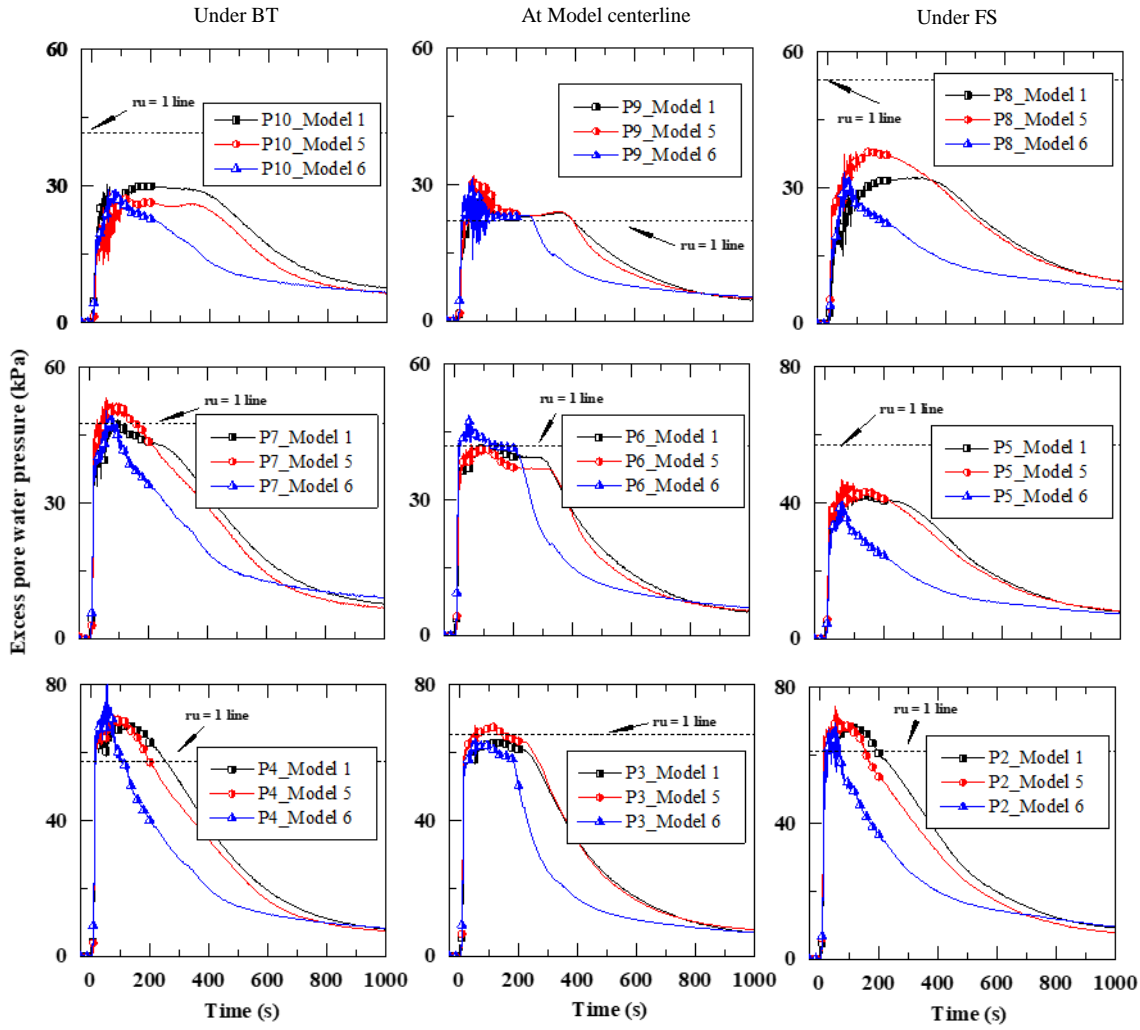 Under BT
At Model centerline
Under FS
Excess pore water pressure (kPa)
60
30
0
ru = 1 line
P10_Model 1
P10_Model 5
P10_Model 6
60
30
0
P9_Model 1
P9_Model 5
P9_Model 6
ru = 1 line
60
30
0
ru = 1 line
P8_Model 1
P8_Model 5
P8_Model 6
60
30
0
ru = 1 line
P7_Model 1
P7_Model 5
P7_Model 6
60
30
0
ru = 1 line
P6_Model 1
P6_Model 5
P6_Model 6
80
40
0
ru = 1 line
P5_Model 1
P5_Model 5
P5_Model 6
80
40
0
ru = 1 line
P4_Model 1
P4_Model 5
P4_Model 6
0 200 400 600 800 1000
Time (s)
80
40
0
ru = 1 line
P3_Model 1
P3_Model 5
P3_Model 6
0 200 400 600 800 1000
Time (s)
80
40
0
ru = 1 line
P2_Model 1
P2_Model 5
P2_Model 6
0 200 400 600 800 1000
Time (s)